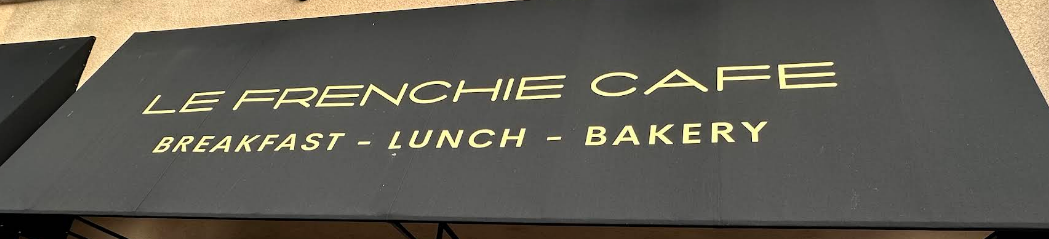 LE FRENCHIE CAFE
BREAKFAST - LUNCH - BAKERY